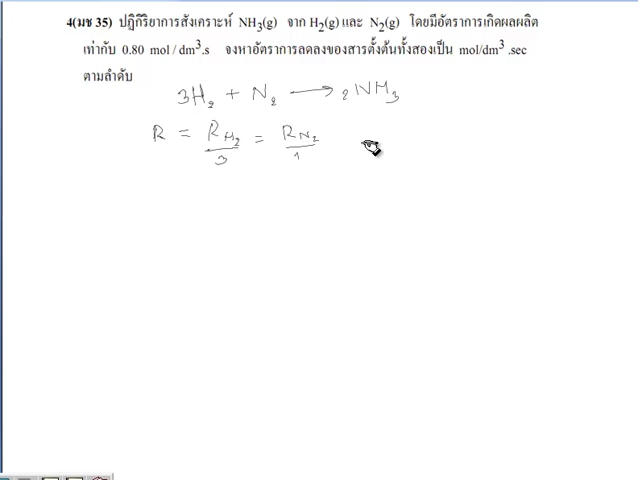 4(มช 35) ปฏิกิริยาการสังเคราะห์ NH3(g) จาก H2(g) และ N2(g) โดยมีอัตราการเกิดผลผลิต
เท่ากับ 0.80 mol / dm3.s จงหาอัตราการลดลงของสารตั้งต้นทั้งสองเป็น mol/dm3 .sec
ตามลำดับ
3H2 + N2 ⟶ 2NH3
R = RH2/3 = RN2/1